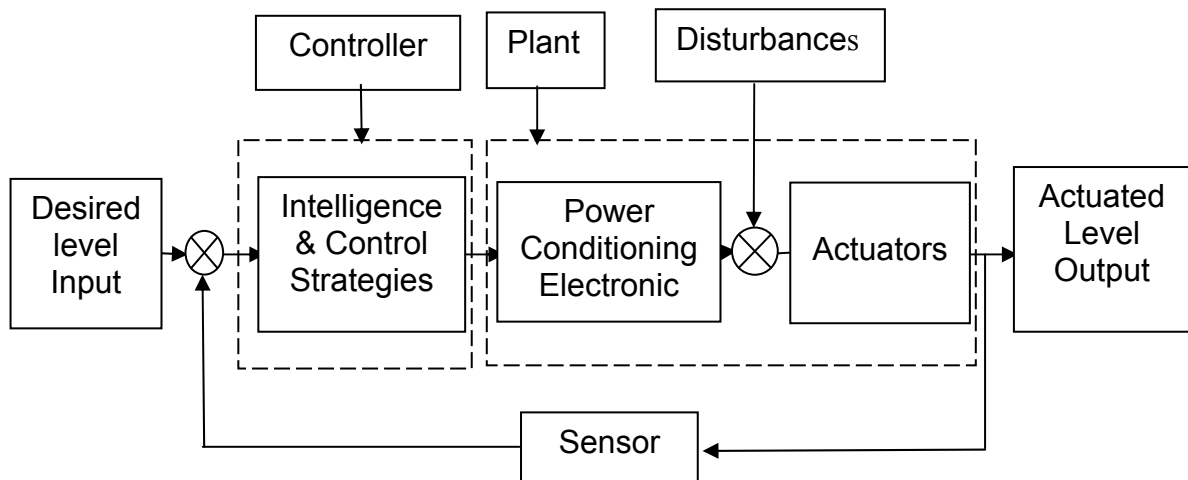 Controller
Plant
Disturbances
Desired
level
Input
Intelligence
& Control
Strategies
Power
Conditioning
Electronic
Actuators
Actuated
Level
Output
Sensor